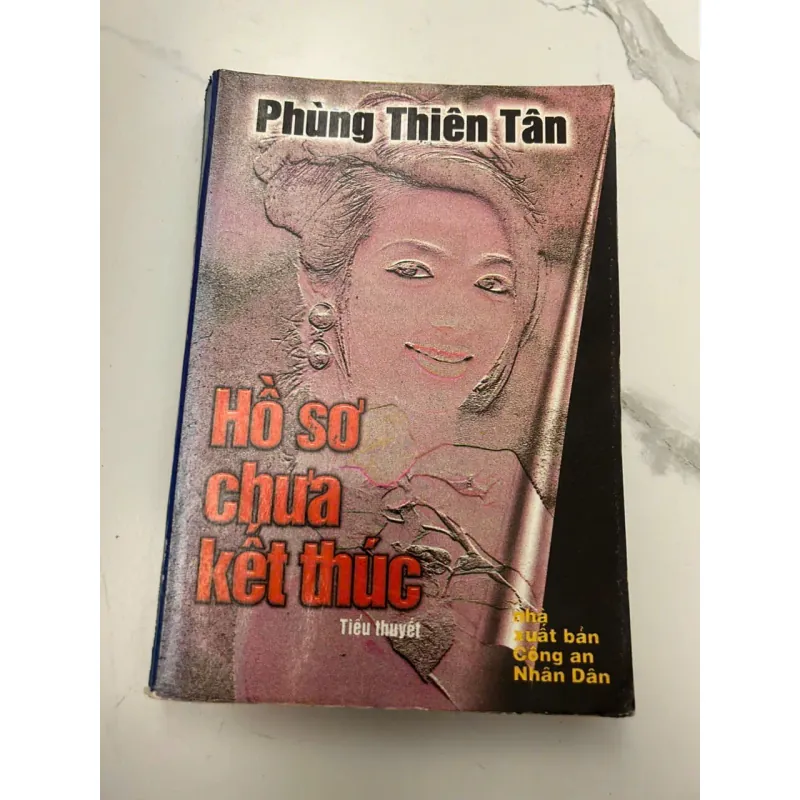 Phùng Thiên Tân
Hồ sơ
chưa
kết thúc
Tiểu thuyết
nhà
xuất bản
Công an
Nhân Dân